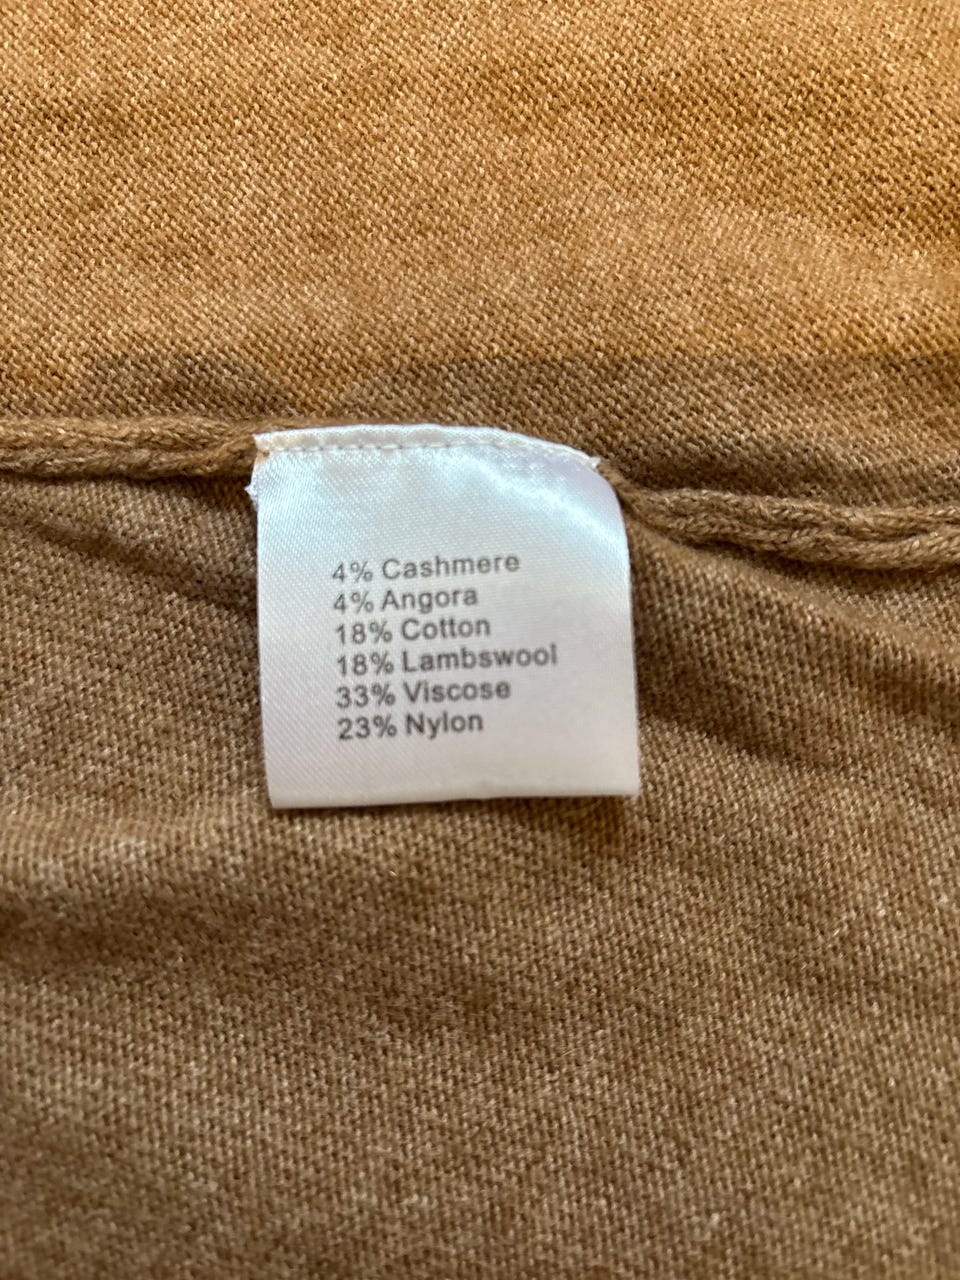 4% Cashmere
4% Angora
18% Cotton
18% Lambswool
33% Viscose
23% Nylon